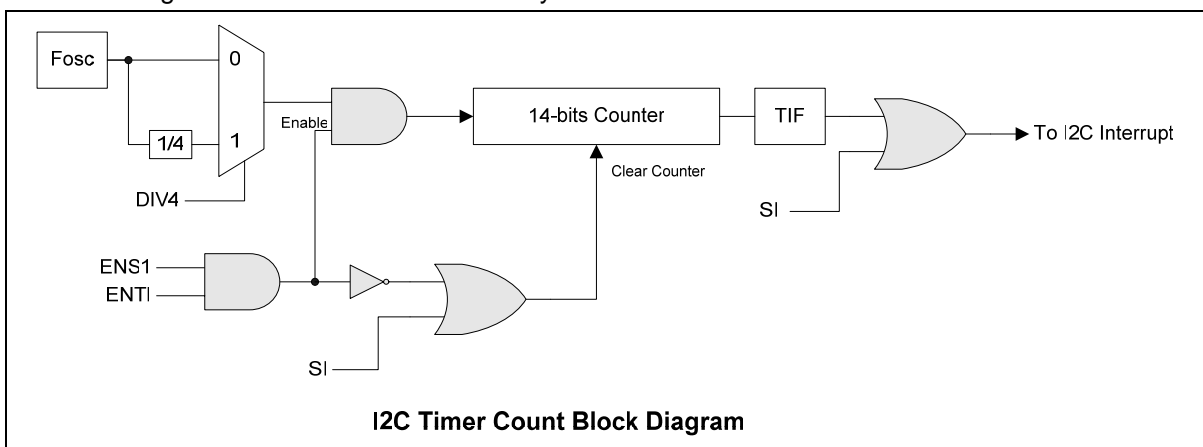 Fosc
0
1/4
1
DIV4
Enable
14-bits Counter
TIF
To I2C Interrupt
Clear Counter
SI
ENS1
ENTI
SI
I2C Timer Count Block Diagram